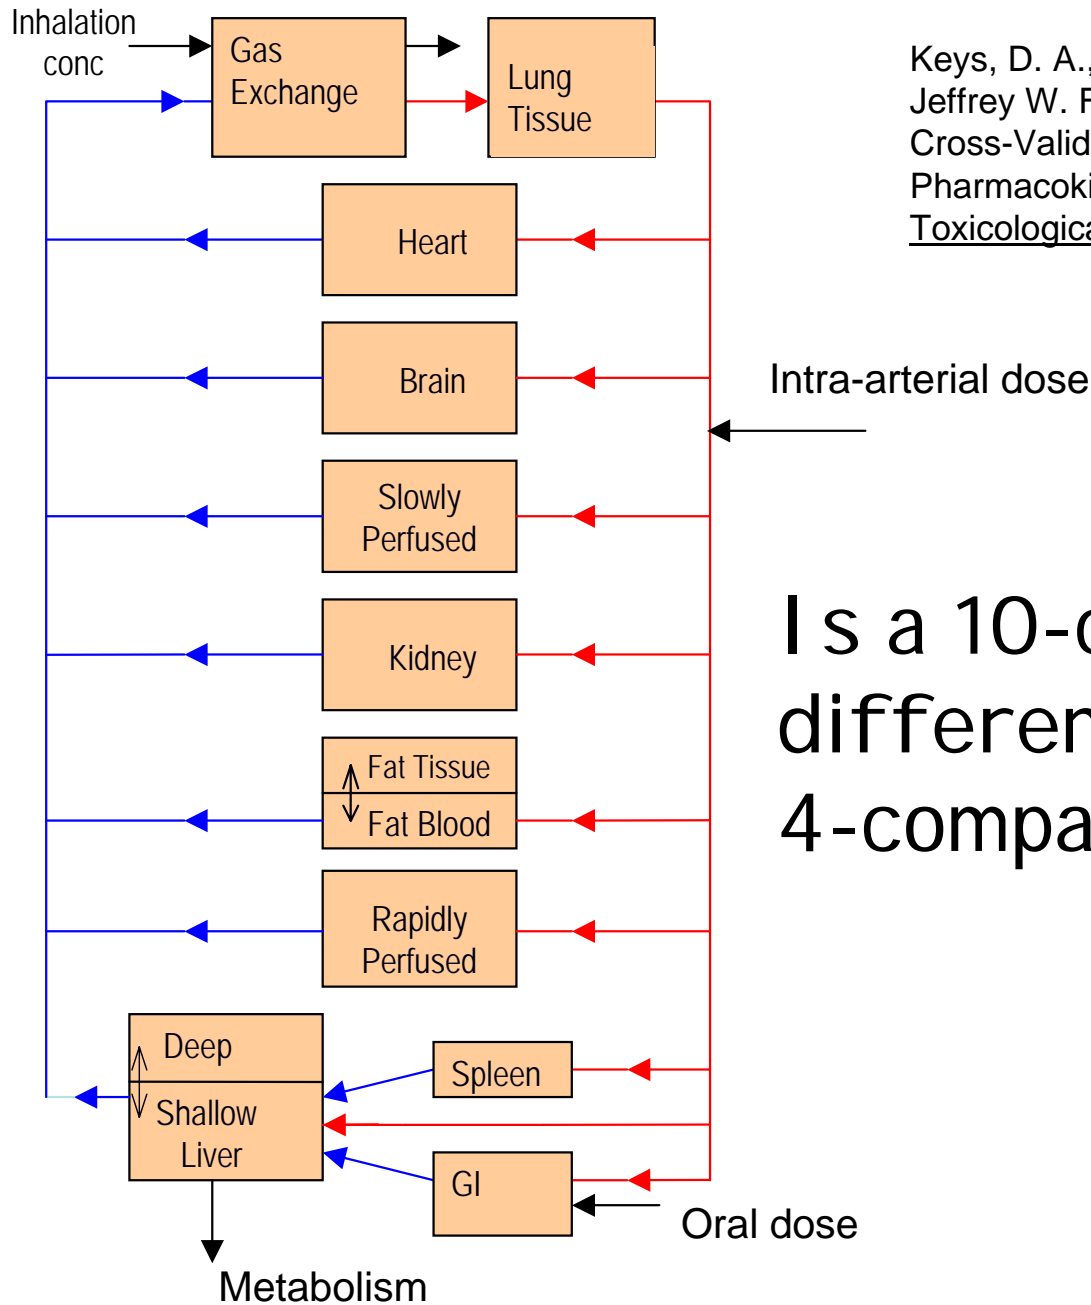 Inhalation
conc
Gas
Exchange
Lung
Tissue
Keys, D. A.,
Jeffrey W. F
Cross-Valid
Pharmacoki
Toxicologica
Heart
Brain
Intra-arterial dose
Slowly
Perfused
Kidney
Is a 10-c
differen
4-compa
Fat Tissue
Fat Blood
Rapidly
Perfused
Deep
Shallow
Liver
Spleen
GI
Oral dose
Metabolism